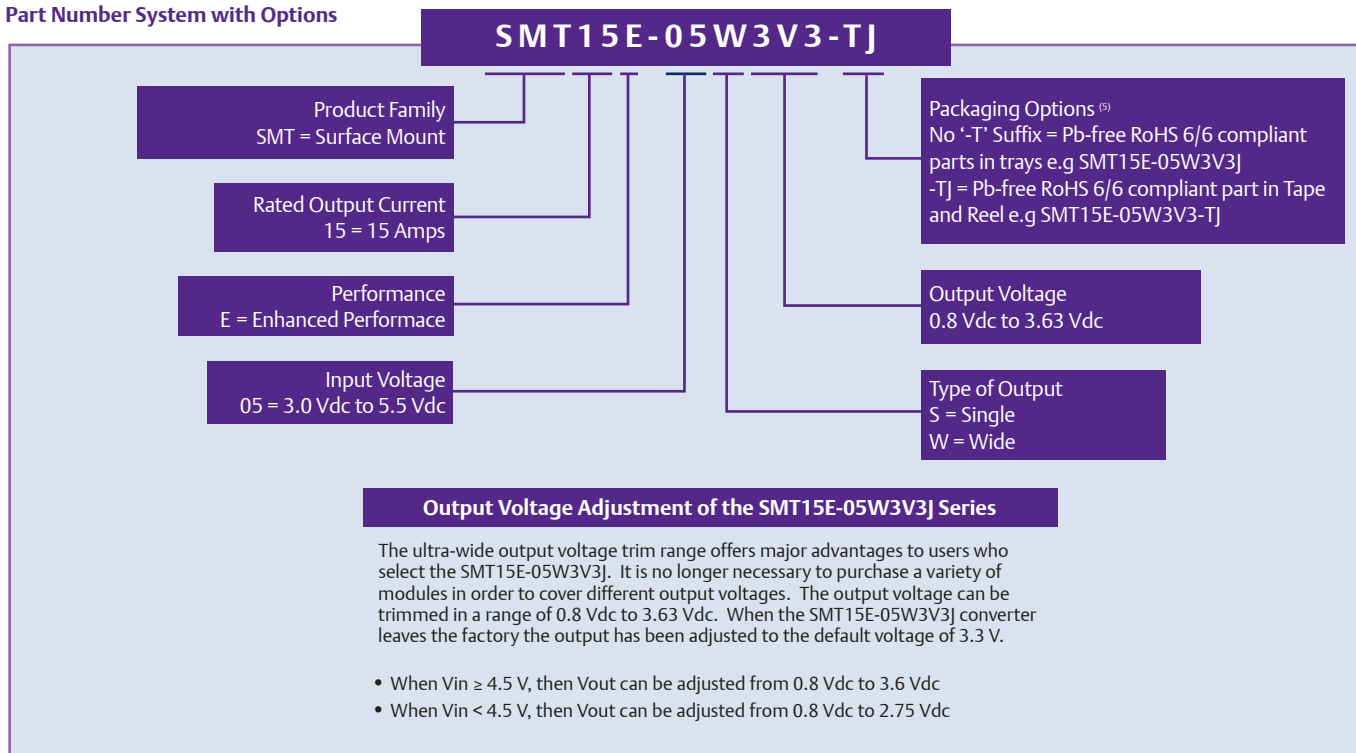 Part Number System with Options
SMT15E-05W3V3-TJ
Product Family
SMT = Surface Mount
Rated Output Current
15 = 15 Amps
Performance
E = Enhanced Performace
Input Voltage
05 = 3.0 Vdc to 5.5 Vdc
Packaging Options (5)
No ‘-T’ Suffix = Pb-free RoHS 6/6 compliant
parts in trays e.g SMT15E-05W3V3J
-TJ = Pb-free RoHS 6/6 compliant part in Tape
and Reel e.g SMT15E-05W3V3-TJ
Output Voltage
0.8 Vdc to 3.63 Vdc
Type of Output
S = Single
W = Wide
Output Voltage Adjustment of the SMT15E-05W3V3J Series
The ultra-wide output voltage trim range offers major advantages to users who
select the SMT15E-05W3V3J. It is no longer necessary to purchase a variety of
modules in order to cover different output voltages. The output voltage can be
trimmed in a range of 0.8 Vdc to 3.63 Vdc. When the SMT15E-05W3V3J converter
leaves the factory the output has been adjusted to the default voltage of 3.3 V.
• When Vin ≥ 4.5 V, then Vout can be adjusted from 0.8 Vdc to 3.6 Vdc
• When Vin < 4.5 V, then Vout can be adjusted from 0.8 Vdc to 2.75 Vdc